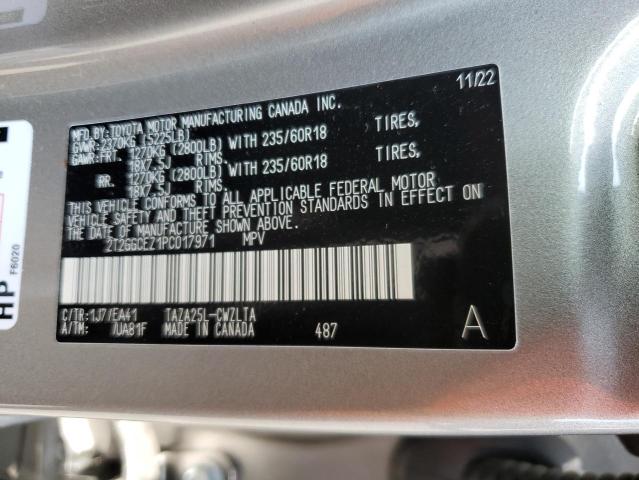 11/22
MFD.BY:TOYOTA MOTOR MANUFACTURING CANADA INC.
GVWR:2370KG (5225LB)
GAWR:FRT. 1270KG (2800LB) WITH 235/60R18 TIRES,
18X7.5J RIMS.
RR. 1270KG (2800LB) WITH 235/60R18 TIRES,
18X7.5J RIMS.
THIS VEHICLE CONFORMS TO ALL APPLICABLE FEDERAL MOTOR
VEHICLE SAFETY AND THEFT PREVENTION STANDARDS IN EFFECT ON
THE DATE OF MANUFACTURE SHOWN ABOVE.
2T2GGCEZ1PC017971 MPV
C/TR:1J7/EA41 TAZA25L-CWZLTA
A/TM: /UA81F MADE IN CANADA 487 A
HP
F6020